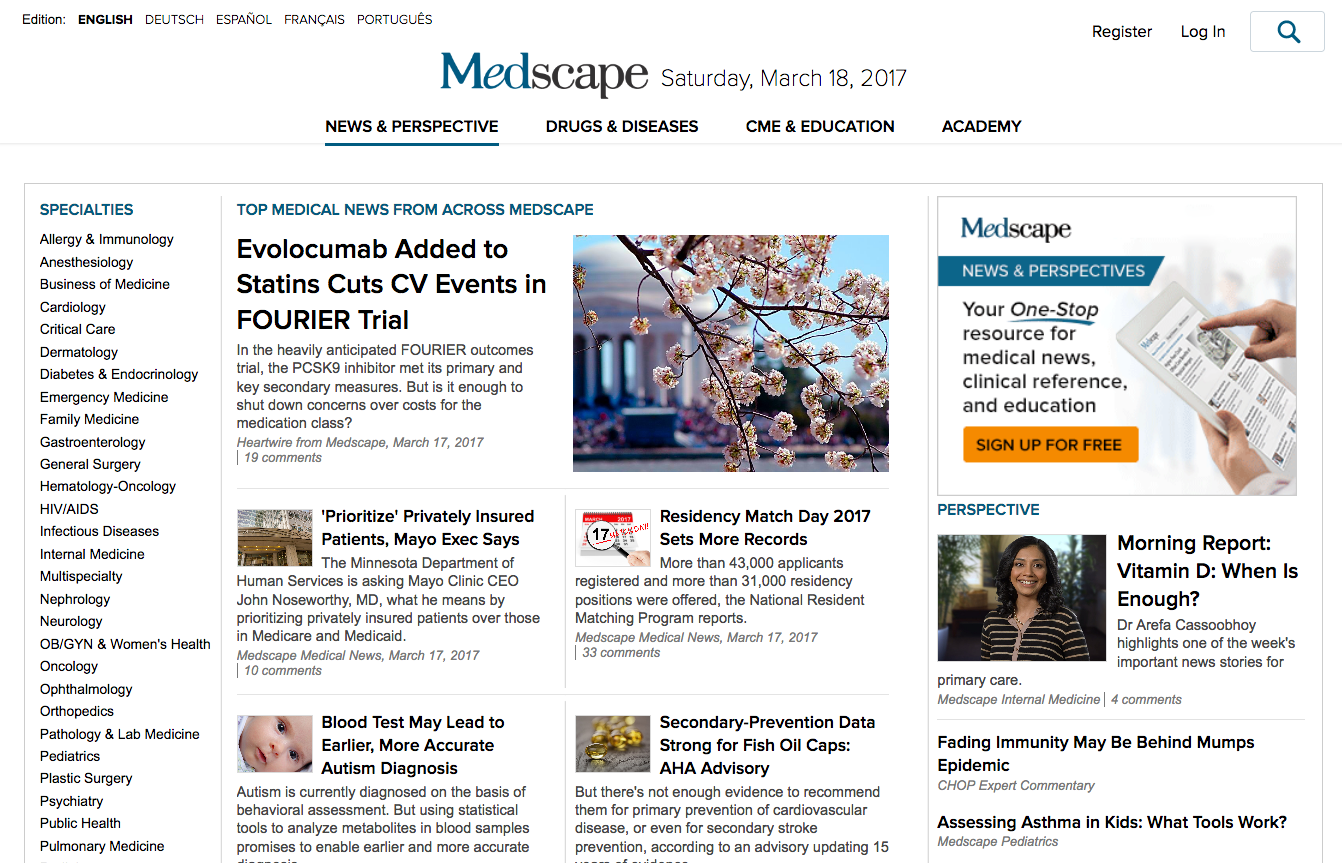 Edition: ENGLISH DEUTSCH ESPAÑOL FRANÇAIS PORTUGUÊS
Register Log In
Medscape Saturday, March 18, 2017
NEWS & PERSPECTIVE DRUGS & DISEASES CME & EDUCATION ACADEMY
SPECIALTIES
Allergy & Immunology
Anesthesiology
Business of Medicine
Cardiology
Critical Care
Dermatology
Diabetes & Endocrinology
Emergency Medicine
Family Medicine
Gastroenterology
General Surgery
Hematology-Oncology
HIV/AIDS
Infectious Diseases
Internal Medicine
Multispecialty
Nephrology
Neurology
OB/GYN & Women's Health
Oncology
Ophthalmology
Orthopedics
Pathology & Lab Medicine
Pediatrics
Plastic Surgery
Psychiatry
Public Health
Pulmonary Medicine
TOP MEDICAL NEWS FROM ACROSS MEDSCAPE
Evolocumab Added to
Statins Cuts CV Events in
FOURIER Trial
In the heavily anticipated FOURIER outcomes
trial, the PCSK9 inhibitor met its primary and
key secondary measures. But is it enough to
shut down concerns over costs for the
medication class?
Heartwire from Medscape, March 17, 2017
| 19 comments
'Prioritize' Privately Insured
Patients, Mayo Exec Says
The Minnesota Department of
Human Services is asking Mayo Clinic CEO
John Noseworthy, MD, what he means by
prioritizing privately insured patients over those
in Medicare and Medicaid.
Medscape Medical News, March 17, 2017
| 10 comments
MARCH 2017
17
Residency Match Day 2017
Sets More Records
More than 43,000 applicants
registered and more than 31,000 residency
positions were offered, the National Resident
Matching Program reports.
Medscape Medical News, March 17, 2017
| 33 comments
Blood Test May Lead to
Earlier, More Accurate
Autism Diagnosis
Autism is currently diagnosed on the basis of
behavioral assessment. But using statistical
tools to analyze metabolites in blood samples
promises to enable earlier and more accurate
diagnosis.
Secondary-Prevention Data
Strong for Fish Oil Caps:
AHA Advisory
But there's not enough evidence to recommend
them for primary prevention of cardiovascular
disease, or even for secondary stroke
prevention, according to an advisory updating 15
years of evidence.
Medscape
NEWS & PERSPECTIVES
Your One-Stop
resource for
medical news,
clinical reference,
and education
SIGN UP FOR FREE
Medscape
PERSPECTIVE
Morning Report:
Vitamin D: When Is
Enough?
Dr Arefa Cassoobhoy
highlights one of the week's
important news stories for
primary care.
Medscape Internal Medicine | 4 comments
Fading Immunity May Be Behind Mumps
Epidemic
CHOP Expert Commentary
Assessing Asthma in Kids: What Tools Work?
Medscape Pediatrics